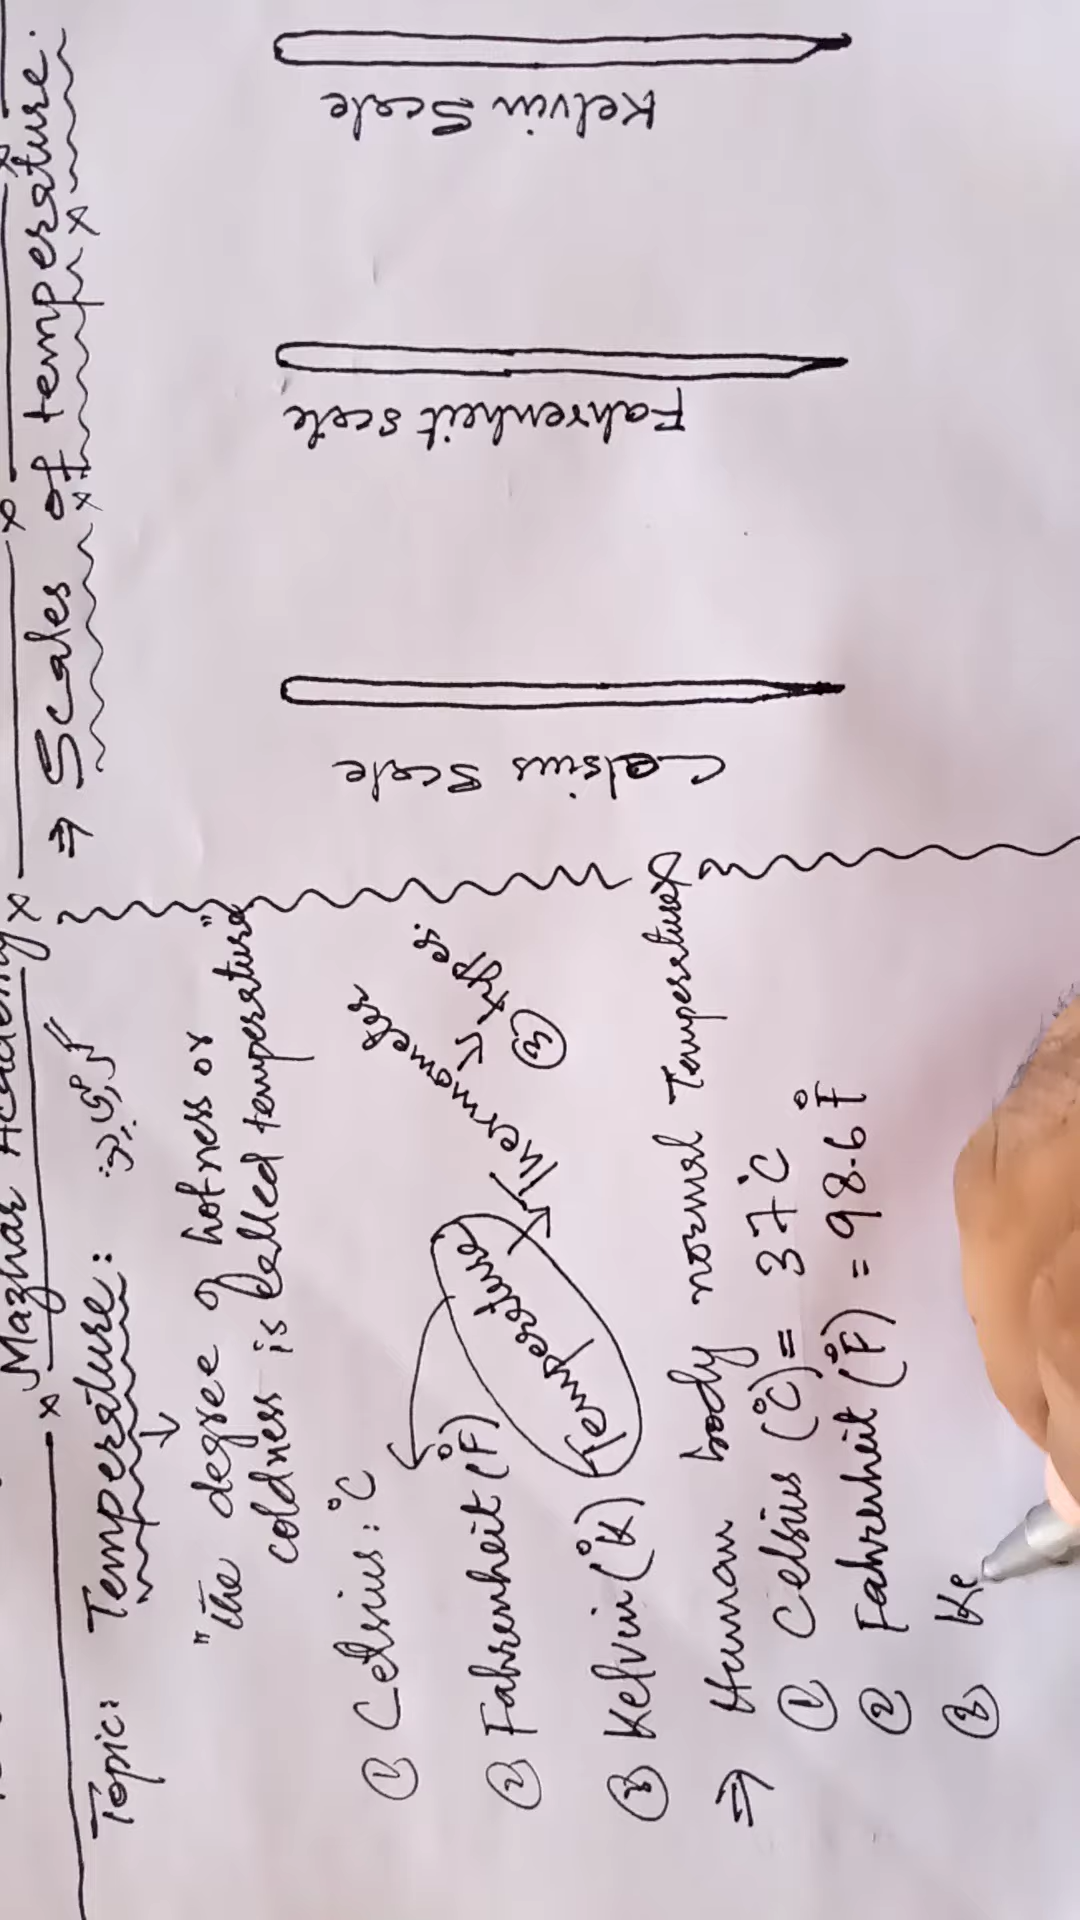 Mazhar Academy
Topic: Temperature:
"The degree of hotness or
coldness is called temperature"
① Celsius: °C
② Fahrenheit (°F)
③ Kelvin (°K)
Temperature
Thermometer
③ types:
⇒ Human body normal Temperature
① Celsius (°C) = 37°C
② Fahrenheit (°F) = 98.6°F
③ Ke
⇒ Scales of temperature:
Celsius Scale
Fahrenheit scale
Kelvin Scale